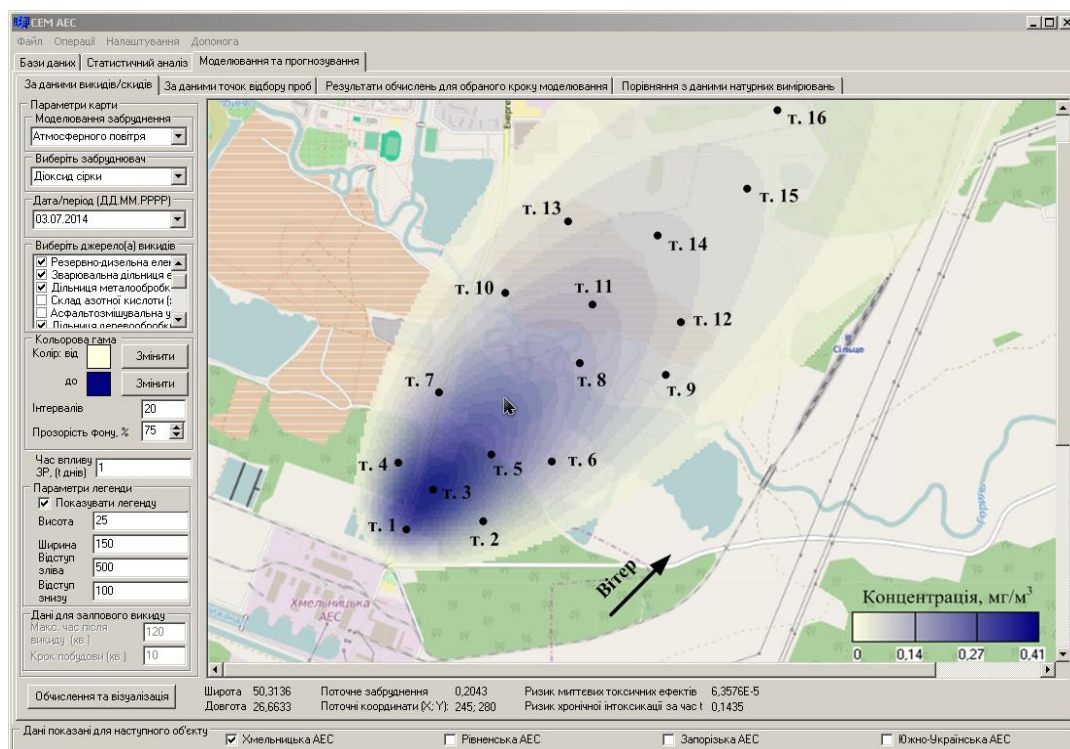 СЕМ АЕС
Файл Операції Налаштування Допомога
Бази даних Статистичний аналіз Моделювання та прогнозування
За даними викидів/скидів За даними точок відбору проб Результати обчислень для обраного кроку моделювання Порівняння з даними натурних вимірювань
Параметри карти
Моделювання забруднення
Атмосферного повітря
Виберіть забруднювач
Діоксид сірки
Дата/період (ДД.ММ.РРРР)
03.07.2014
Виберіть джерело(а) викидів
Резервно-дизельна елек
Зварювальна дільниця є
Дільниця металообробк
Склад азотної кислоти (
Асфальтозмішувальна у
Дільниця деревообробки
Кольорова гама
Колір: від Змінити
до Змінити
Інтервалів 20
Прозорість фону, % 75
Час впливу
ЗР, (t днів) 1
Параметри легенди
Показувати легенду
Висота 25
Ширина 150
Відступ
зліва 500
Відступ
знизу 100
Дані для залпового викиду
Макс. час після
викиду (хв.) 120
Крок побудови (хв.) 10
Обчислення та візуалізація
т. 16
т. 15
т. 13
т. 14
т. 10
т. 11
т. 12
Сільце
т. 7
т. 8
т. 9
т. 4
т. 5
т. 6
т. 3
т. 1
т. 2
Горинь
Вітер
Хмельницька
АЕС
Концентрація, мг/м³
0 0,14 0,27 0,41
Широта 50,3136 Поточне забруднення 0,2043 Ризик миттєвих токсичних ефектів 6,3576E-5
Довгота 26,6633 Поточні координати (X; Y): 245; 280 Ризик хронічної інтоксикації за час t 0,1435
Дані показані для наступного об'єкту
Хмельницька АЕС Рівненська АЕС Запорізька АЕС Южно-Українська АЕС